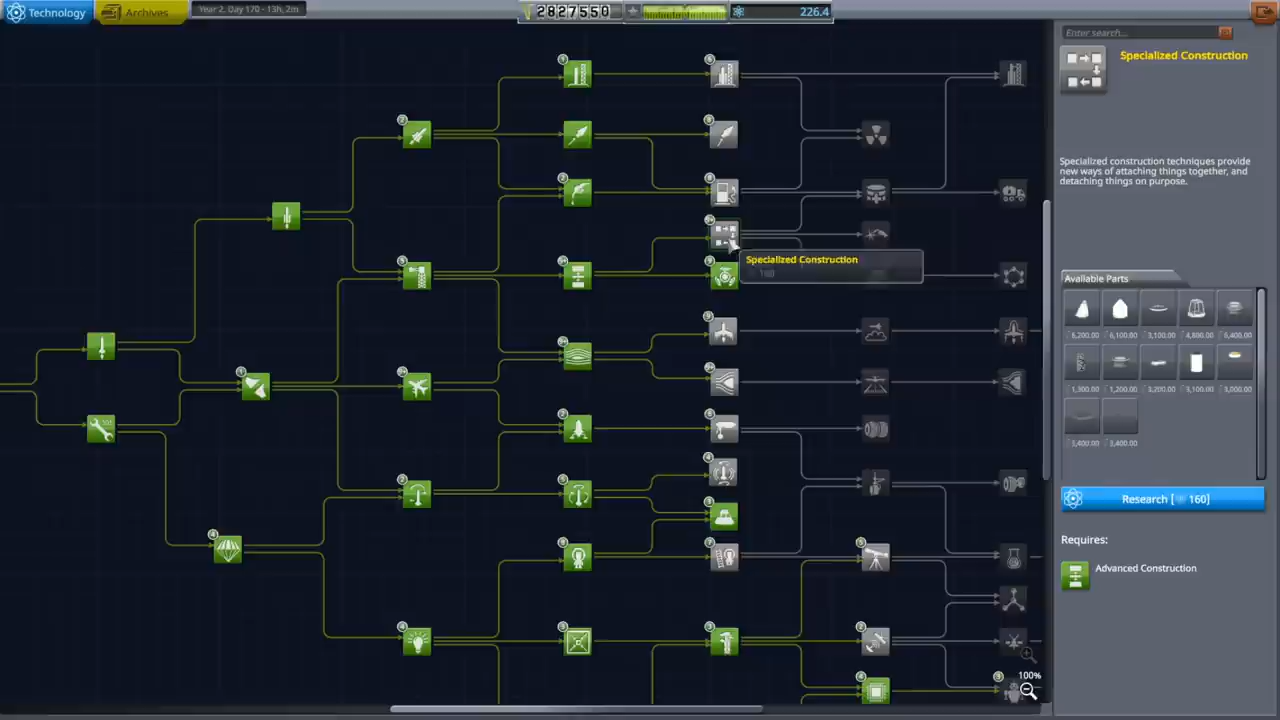 Technology
Archives
Year 2, Day 170 - 13h, 2m
2827550
226.4
Enter search...
Specialized Construction
Specialized construction techniques provide
new ways of attaching things together, and
detaching things on purpose.
Specialized Construction
160
Available Parts
6,200.00 6,100.00 3,100.00 4,800.00 6,400.00
1,300.00 1,200.00 3,200.00 3,100.00 3,000.00
3,400.00 3,400.00
Research [ 160]
Requires:
Advanced Construction
100%